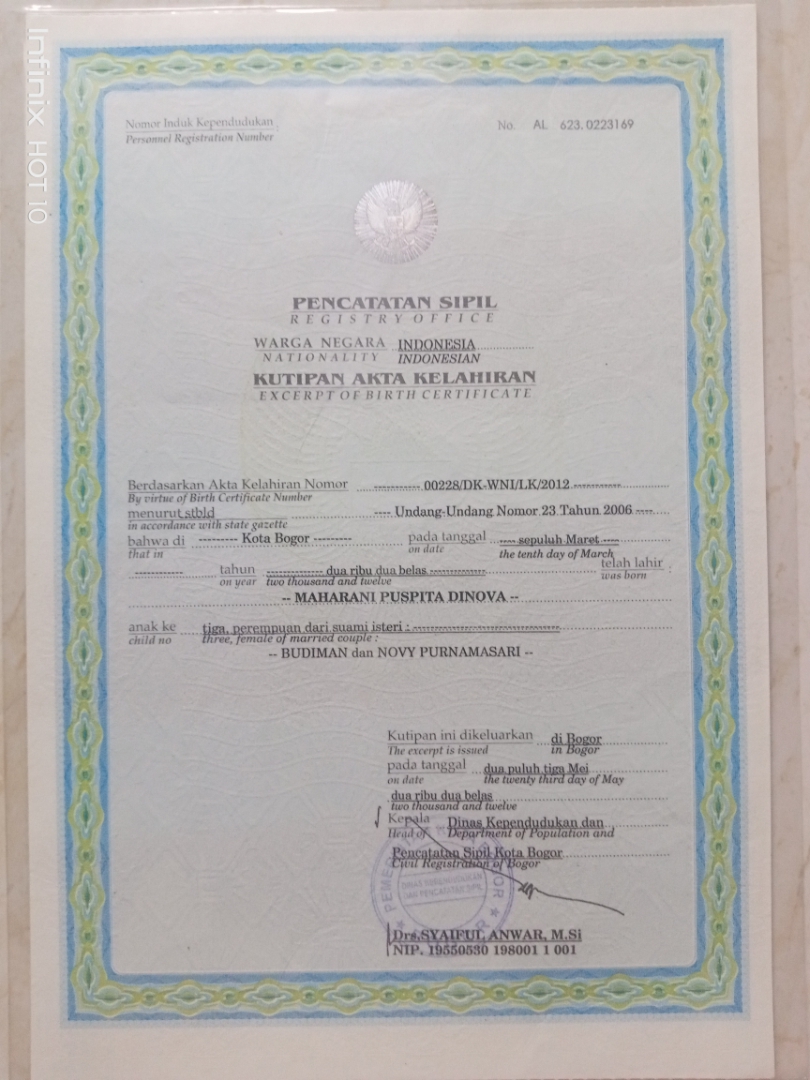 Infinix HOT 10
Nomor Induk Kependudukan
Personnel Registration Number
No. AL 623.0223169
PENCATATAN SIPIL
REGISTRY OFFICE
WARGA NEGARA INDONESIA
NATIONALITY INDONESIAN
KUTIPAN AKTA KELAHIRAN
EXCERPT OF BIRTH CERTIFICATE
Berdasarkan Akta Kelahiran Nomor ----------- 00228/DK-WNI/LK/2012 -----------
By virtue of Birth Certificate Number
menurut stbld ---- Undang-Undang Nomor 23 Tahun 2006 ----
in accordance with state gazette
bahwa di --------- Kota Bogor --------- pada tanggal ---- sepuluh Maret ----
that in on date the tenth day of March
------------ tahun -------------- dua ribu dua belas -------------- telah lahir :
on year two thousand and twelve was born
-- MAHARANI PUSPITA DINOVA --
anak ke tiga, perempuan dari suami isteri : ------------------------------------
child no three, female of married couple :
-- BUDIMAN dan NOVY PURNAMASARI --
Kutipan ini dikeluarkan di Bogor
The excerpt is issued in Bogor
pada tanggal dua puluh tiga Mei
on date the twenty third day of May
dua ribu dua belas
two thousand and twelve
Kepala Dinas Kependudukan dan
Head of Department of Population and
Pencatatan Sipil Kota Bogor
Civil Registration of Bogor
DINAS KEPENDUDUKAN
DAN PENCATATAN SIPIL
Drs.SYAIFUL ANWAR, M.Si
NIP. 19550530 198001 1 001